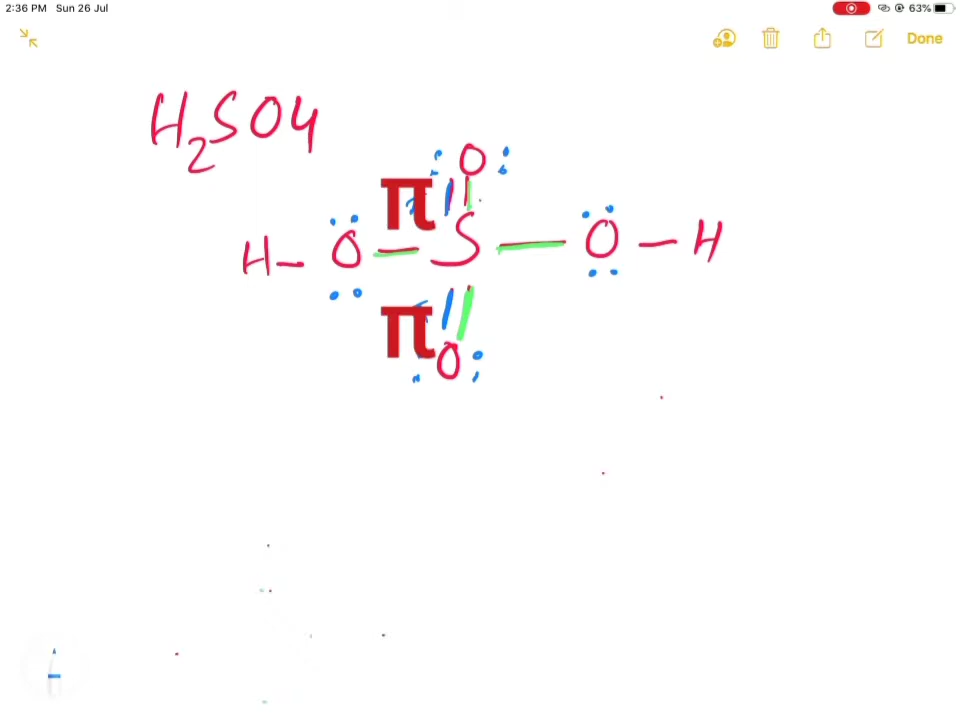 2:36 PM Sun 26 Jul
63%
Done
H2SO4
O
π
H-O-S-O-H
π
O